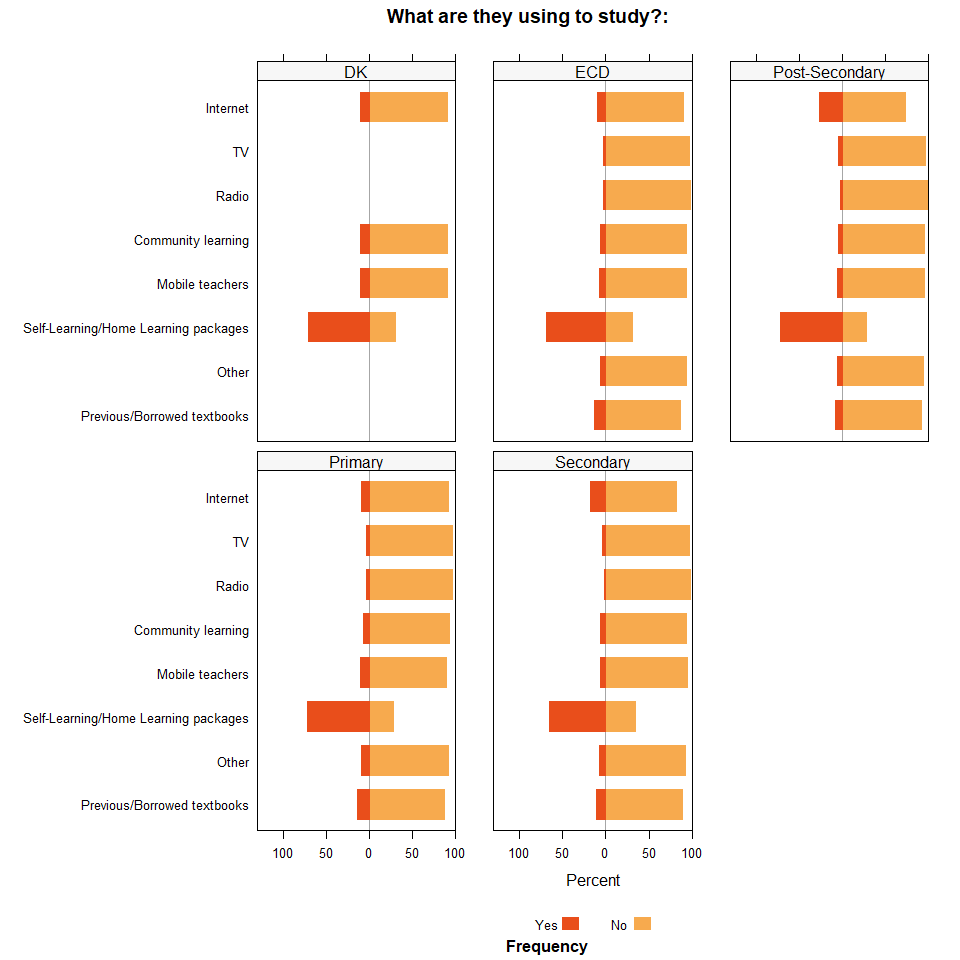 What are they using to study?:
DK
ECD
Post-Secondary
Internet
TV
Radio
Community learning
Mobile teachers
Self-Learning/Home Learning packages
Other
Previous/Borrowed textbooks
Primary
Secondary
Internet
TV
Radio
Community learning
Mobile teachers
Self-Learning/Home Learning packages
Other
Previous/Borrowed textbooks
100 50 0 50 100
100 50 0 50 100
Percent
Yes No
Frequency